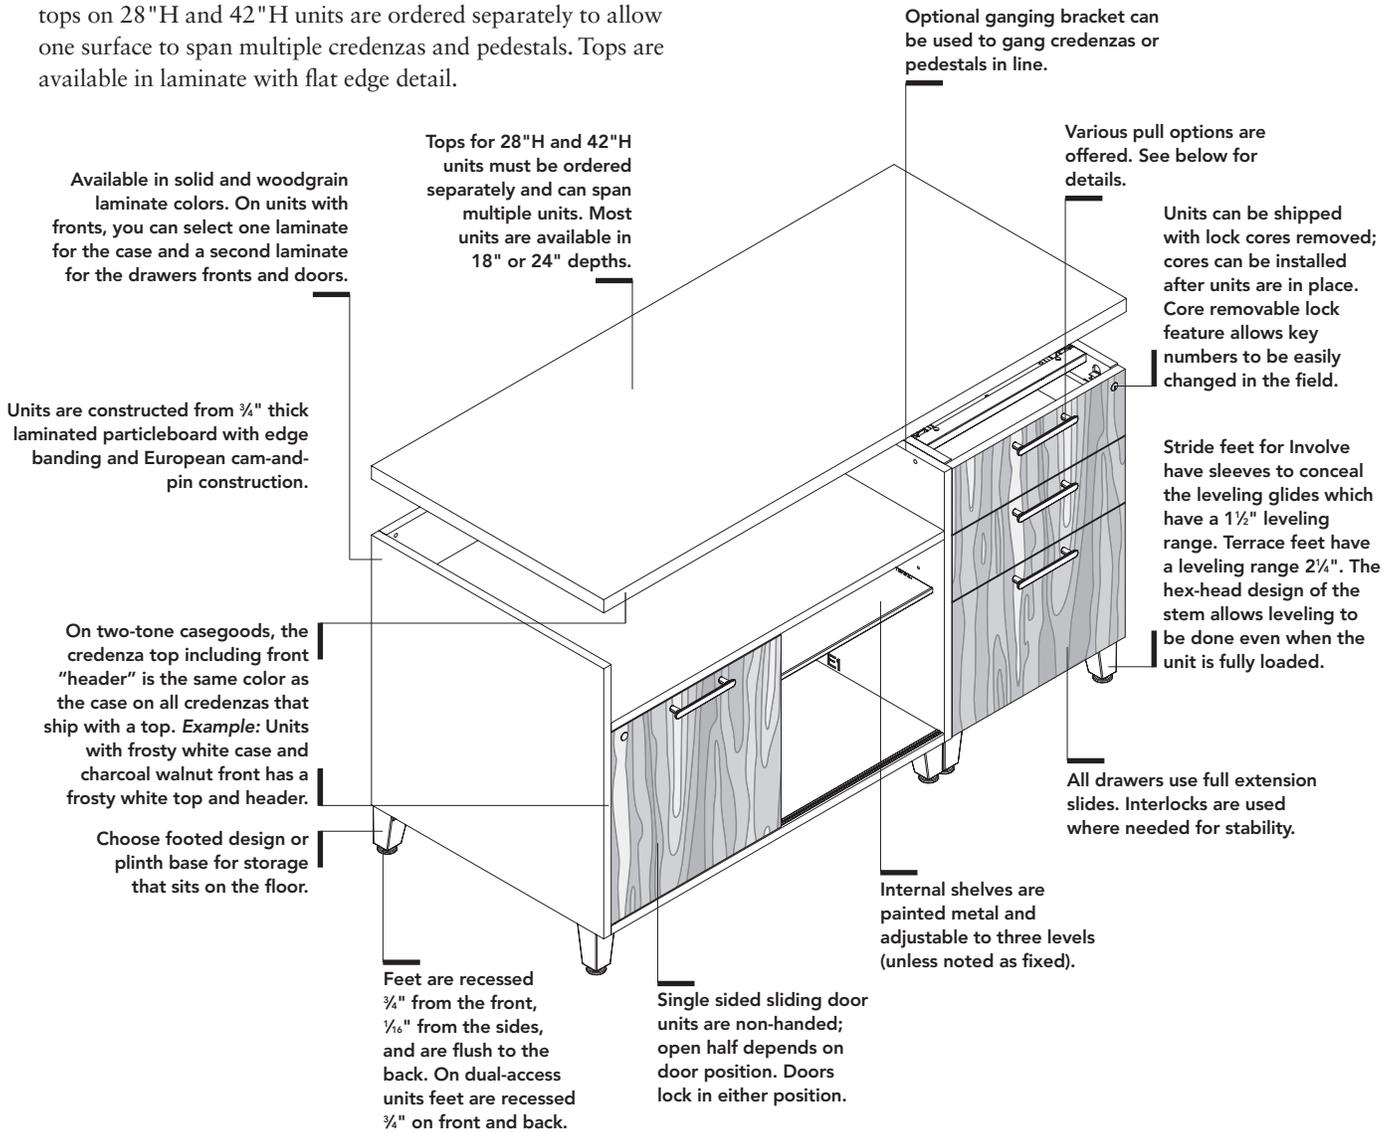 tops on 28"H and 42"H units are ordered separately to allow
one surface to span multiple credenzas and pedestals. Tops are
available in laminate with flat edge detail.
Optional ganging bracket can
be used to gang credenzas or
pedestals in line.
Tops for 28"H and 42"H
units must be ordered
separately and can span
multiple units. Most
units are available in
18" or 24" depths.
Various pull options are
offered. See below for
details.
Available in solid and woodgrain
laminate colors. On units with
fronts, you can select one laminate
for the case and a second laminate
for the drawers fronts and doors.
Units can be shipped
with lock cores removed;
cores can be installed
after units are in place.
Core removable lock
feature allows key
numbers to be easily
changed in the field.
Units are constructed from ¾" thick
laminated particleboard with edge
banding and European cam-and-
pin construction.
Stride feet for Involve
have sleeves to conceal
the leveling glides which
have a 1½" leveling
range. Terrace feet have
a leveling range 2¼". The
hex-head design of the
stem allows leveling to
be done even when the
unit is fully loaded.
On two-tone casegoods, the
credenza top including front
“header” is the same color as
the case on all credenzas that
ship with a top. Example: Units
with frosty white case and
charcoal walnut front has a
frosty white top and header.
Choose footed design or
plinth base for storage
that sits on the floor.
All drawers use full extension
slides. Interlocks are used
where needed for stability.
Internal shelves are
painted metal and
adjustable to three levels
(unless noted as fixed).
Feet are recessed
¾" from the front,
1⁄16" from the sides,
and are flush to the
back. On dual-access
units feet are recessed
¾" on front and back.
Single sided sliding door
units are non-handed;
open half depends on
door position. Doors
lock in either position.